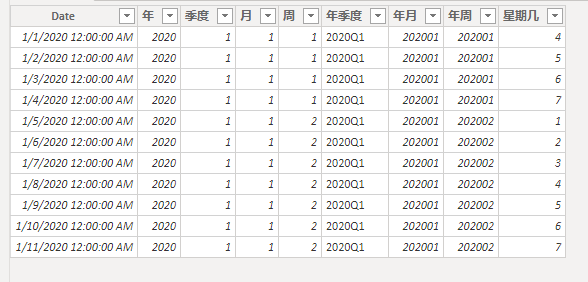 Date 年 季度 月 周 年季度 年月 年周 星期几
1/1/2020 12:00:00 AM 2020 1 1 1 2020Q1 202001 202001 4
1/2/2020 12:00:00 AM 2020 1 1 1 2020Q1 202001 202001 5
1/3/2020 12:00:00 AM 2020 1 1 1 2020Q1 202001 202001 6
1/4/2020 12:00:00 AM 2020 1 1 1 2020Q1 202001 202001 7
1/5/2020 12:00:00 AM 2020 1 1 2 2020Q1 202001 202002 1
1/6/2020 12:00:00 AM 2020 1 1 2 2020Q1 202001 202002 2
1/7/2020 12:00:00 AM 2020 1 1 2 2020Q1 202001 202002 3
1/8/2020 12:00:00 AM 2020 1 1 2 2020Q1 202001 202002 4
1/9/2020 12:00:00 AM 2020 1 1 2 2020Q1 202001 202002 5
1/10/2020 12:00:00 AM 2020 1 1 2 2020Q1 202001 202002 6
1/11/2020 12:00:00 AM 2020 1 1 2 2020Q1 202001 202002 7